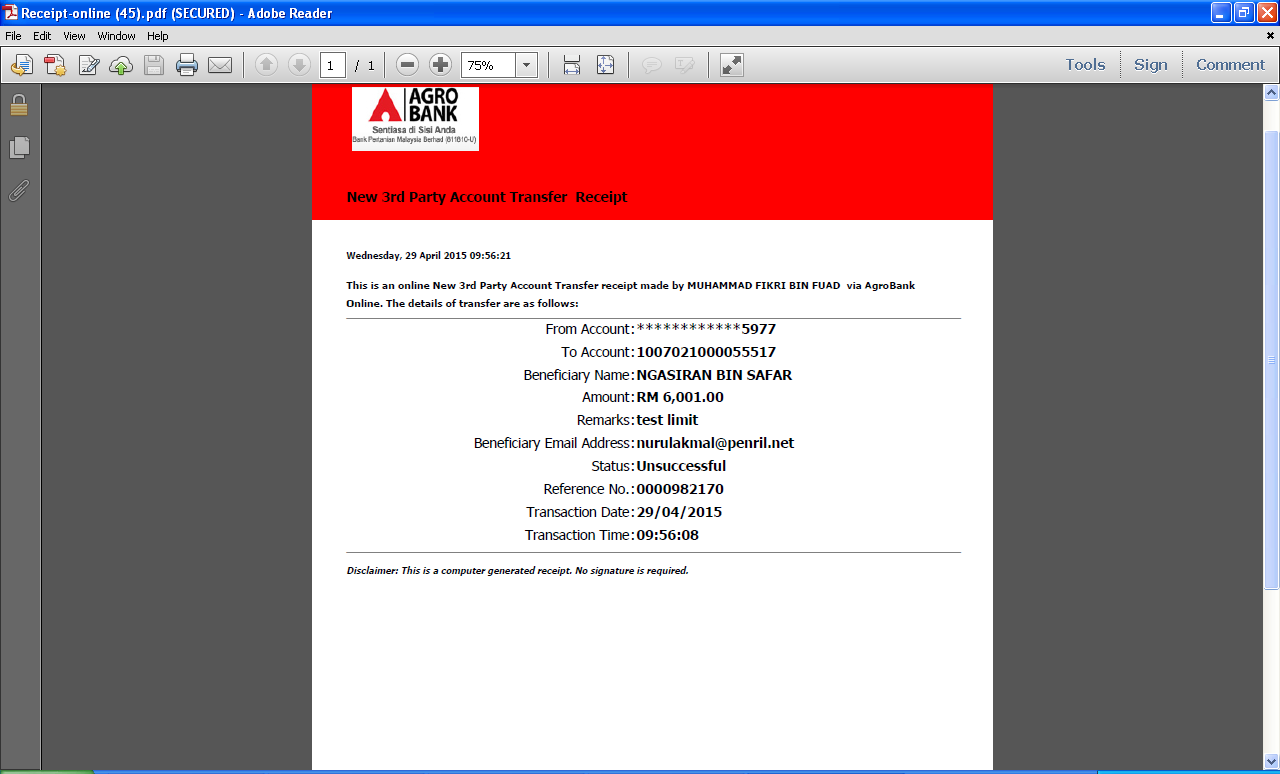 Receipt-online (45).pdf (SECURED) - Adobe Reader
File Edit View Window Help
1 / 1 75% Tools Sign Comment
AGRO
BANK
Sentiasa di Sisi Anda
Bank Pertanian Malaysia Berhad (811810-U)
New 3rd Party Account Transfer Receipt
Wednesday, 29 April 2015 09:56:21
This is an online New 3rd Party Account Transfer receipt made by MUHAMMAD FIKRI BIN FUAD via AgroBank
Online. The details of transfer are as follows:
From Account:************5977
To Account:1007021000055517
Beneficiary Name:NGASIRAN BIN SAFAR
Amount:RM 6,001.00
Remarks:test limit
Beneficiary Email Address:nurulakmal@penril.net
Status:Unsuccessful
Reference No.:0000982170
Transaction Date:29/04/2015
Transaction Time:09:56:08
Disclaimer: This is a computer generated receipt. No signature is required.